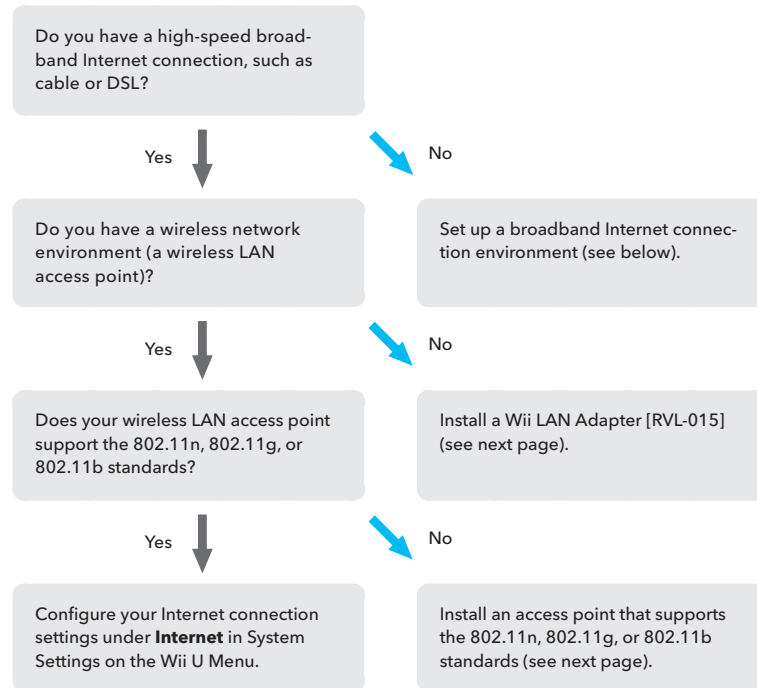 Do you have a high-speed broad-
band Internet connection, such as
cable or DSL?
Yes
No
Do you have a wireless network
environment (a wireless LAN
access point)?
Set up a broadband Internet connec-
tion environment (see below).
Yes
No
Does your wireless LAN access point
support the 802.11n, 802.11g, or
802.11b standards?
Install a Wii LAN Adapter [RVL-015]
(see next page).
Yes
No
Configure your Internet connection
settings under Internet in System
Settings on the Wii U Menu.
Install an access point that supports
the 802.11n, 802.11g, or 802.11b
standards (see next page).